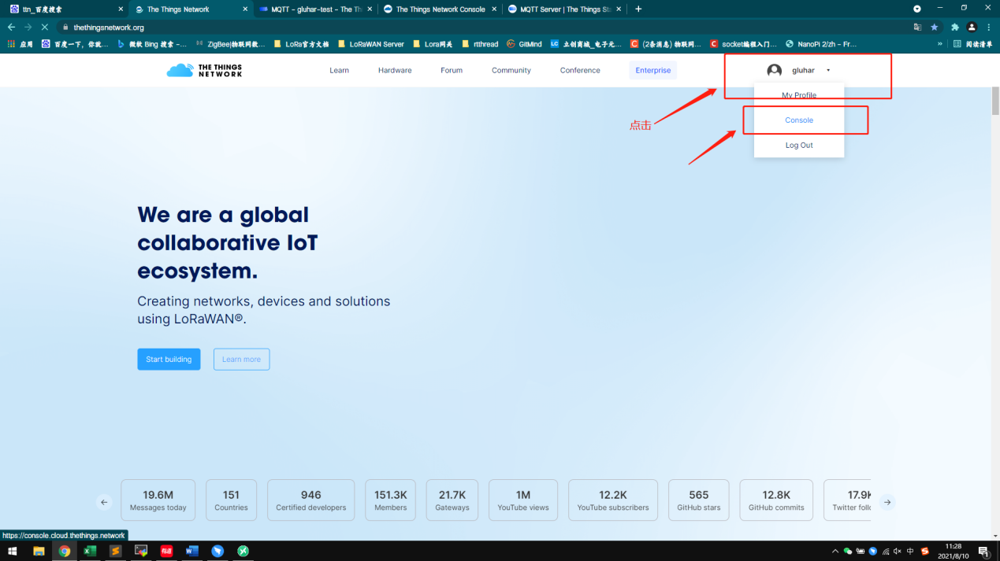 ttn_百度搜索
The Things Network
MQTT - gluhar-test - The Th
The Things Network Console
MQTT Server | The Things Sta
thethingsnetwork.org
应用
百度一下，你就...
微软 Bing 搜索 -...
ZigBee|物联网教...
LoRa官方文档
LoRaWAN Server
Lora网关
rtthread
GitMind
立创商城_电子元...
(2条消息) 物联网...
socket编程入门...
NanoPi 2/zh - Fr...
阅读清单
THE THINGS
NETWORK
Learn
Hardware
Forum
Community
Conference
Enterprise
gluhar
My Profile
Console
Log Out
点击
We are a global
collaborative IoT
ecosystem.
Creating networks, devices and solutions
using LoRaWAN®.
Start building
Learn more
19.6M
Messages today
151
Countries
946
Certified developers
151.3K
Members
21.7K
Gateways
1M
YouTube views
12.2K
YouTube subscribers
565
GitHub stars
12.8K
GitHub commits
17.9K
Twitter follo
https://console.cloud.thethings.network
有道
中
11:28
2021/8/10
1